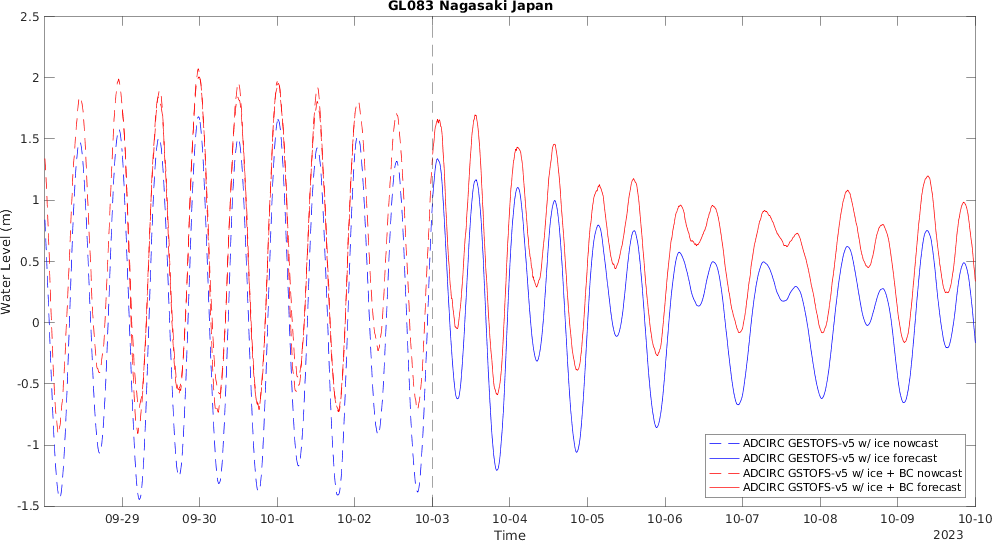 GL083 Nagasaki Japan
2.5
2
1.5
1
0.5
0
-0.5
-1
-1.5
Water Level (m)
ADCIRC GESTOFS-v5 w/ ice nowcast
ADCIRC GESTOFS-v5 w/ ice forecast
ADCIRC GSTOFS-v5 w/ ice + BC nowcast
ADCIRC GSTOFS-v5 w/ ice + BC forecast
09-29 09-30 10-01 10-02 10-03 10-04 10-05 10-06 10-07 10-08 10-09 10-10
Time
2023